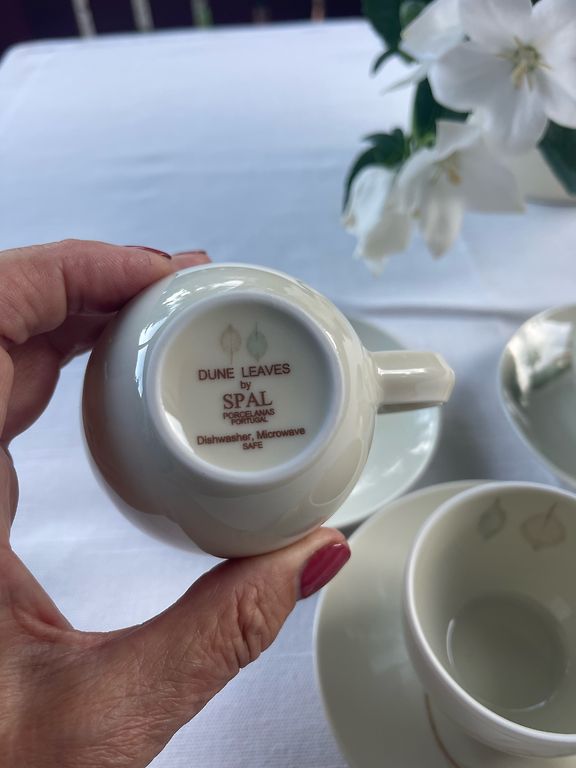 DUNE LEAVES
by
SPAL
PORCELANAS
PORTUGAL
Dishwasher, Microwave
SAFE